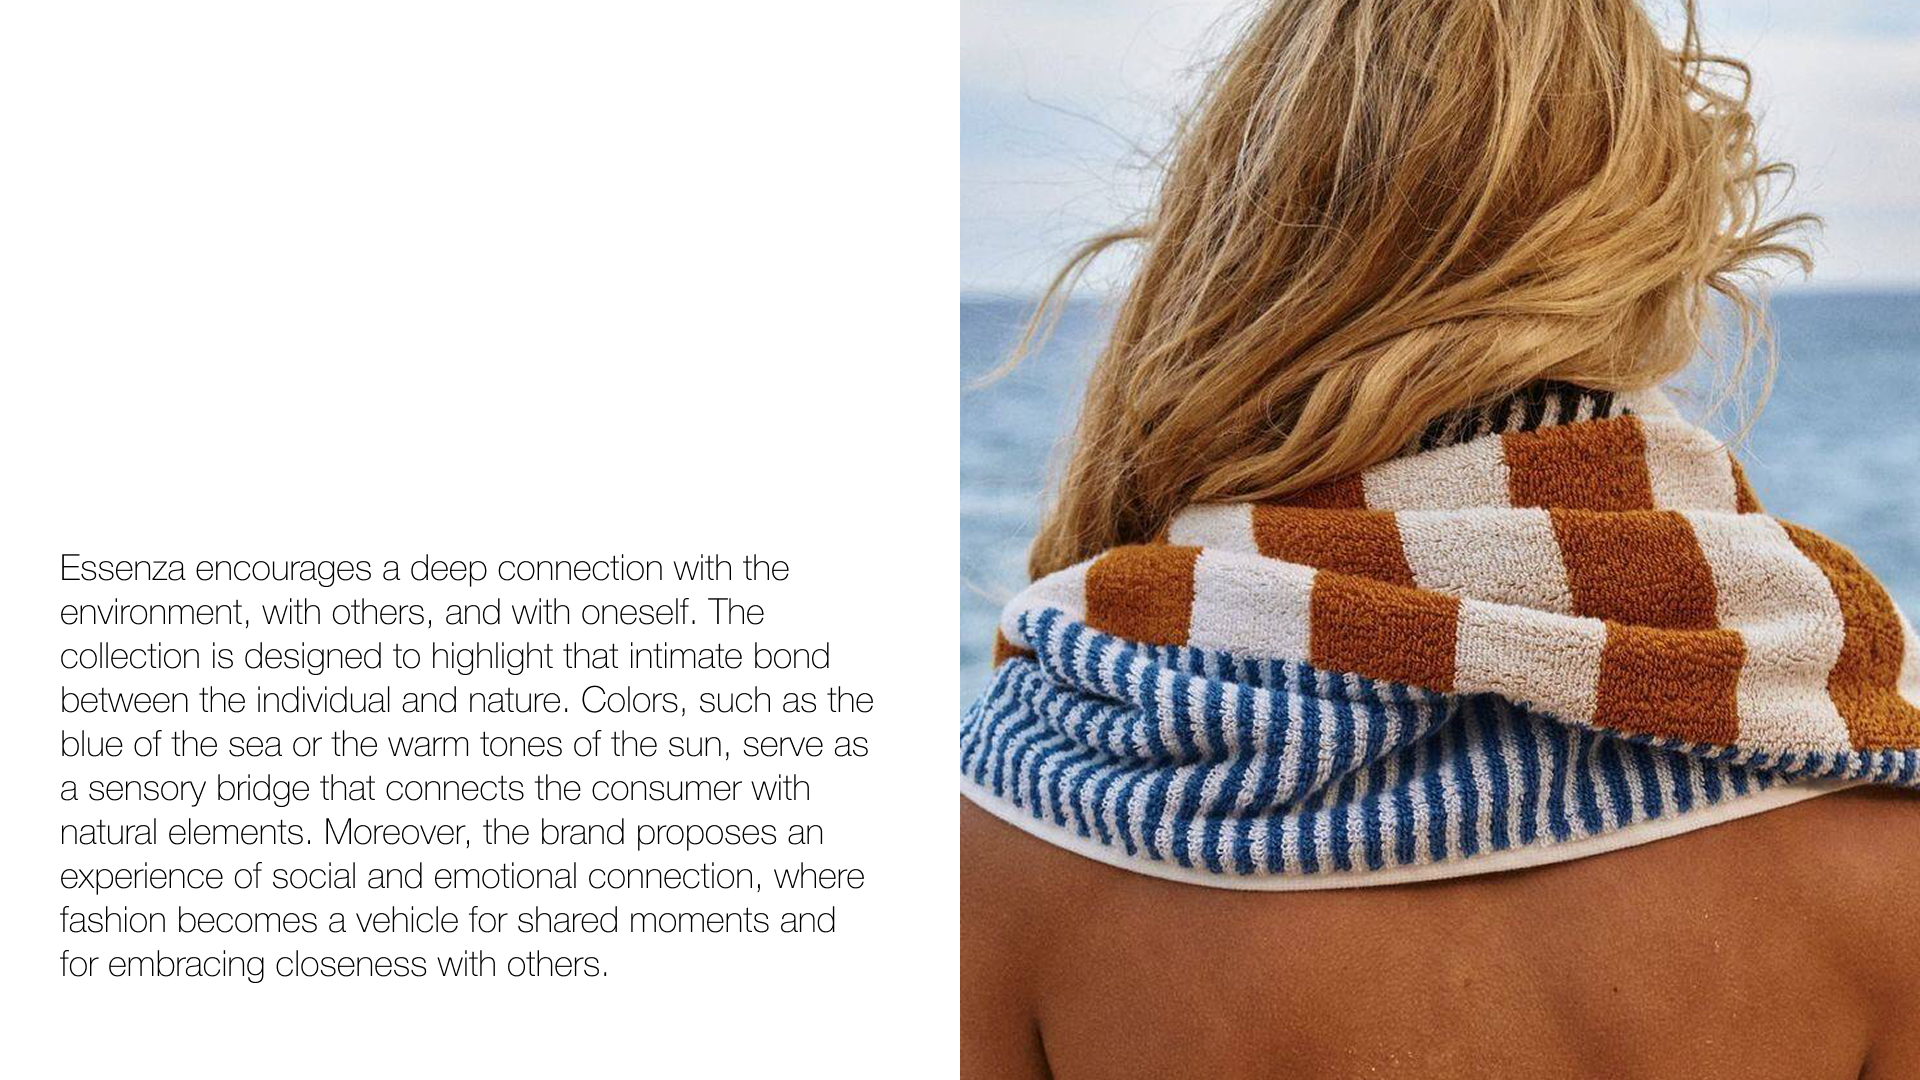 Essenza encourages a deep connection with the
environment, with others, and with oneself. The
collection is designed to highlight that intimate bond
between the individual and nature. Colors, such as the
blue of the sea or the warm tones of the sun, serve as
a sensory bridge that connects the consumer with
natural elements. Moreover, the brand proposes an
experience of social and emotional connection, where
fashion becomes a vehicle for shared moments and
for embracing closeness with others.